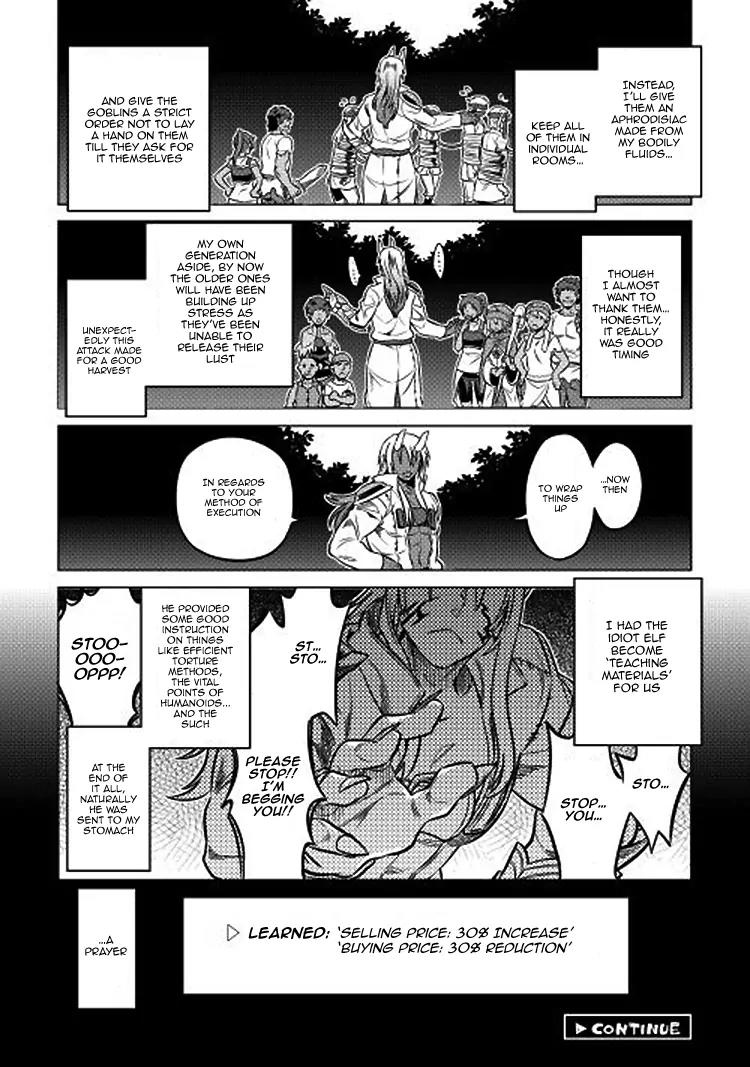 INSTEAD,
I'LL GIVE
THEM AN
APHRODISIAC
MADE FROM
MY BODILY
FLUIDS...
KEEP ALL
OF THEM IN
INDIVIDUAL
ROOMS...
AND GIVE THE
GOBLINS A STRICT
ORDER NOT TO LAY
A HAND ON THEM
TILL THEY ASK FOR
IT THEMSELVES
THOUGH
I ALMOST
WANT TO
THANK THEM...
HONESTLY,
IT REALLY
WAS GOOD
TIMING
MY OWN
GENERATION
ASIDE, BY NOW
THE OLDER ONES
WILL HAVE BEEN
BUILDING UP
STRESS AS
THEY'VE BEEN
UNABLE TO
RELEASE THEIR
LUST
UNEXPECT-
EDLY THIS
ATTACK MADE
FOR A GOOD
HARVEST
...NOW
THEN
TO WRAP
THINGS
UP
IN REGARDS
TO YOUR
METHOD OF
EXECUTION
I HAD THE
IDIOT ELF
BECOME
'TEACHING
MATERIALS'
FOR US
STO...
STOP...
YOU...
ST...
STO...
PLEASE
STOP!!
I'M
BEGGING
YOU!!
HE PROVIDED
SOME GOOD
INSTRUCTION
ON THINGS
LIKE EFFICIENT
TORTURE
METHODS,
THE VITAL
POINTS OF
HUMANOIDS...
AND THE
SUCH
STOO-
OOO-
OPPP!
AT THE
END OF
IT ALL,
NATURALLY
HE WAS
SENT TO MY
STOMACH
...A
PRAYER
▷ LEARNED: 'SELLING PRICE: 30% INCREASE'
'BUYING PRICE: 30% REDUCTION'
▶ CONTINUE